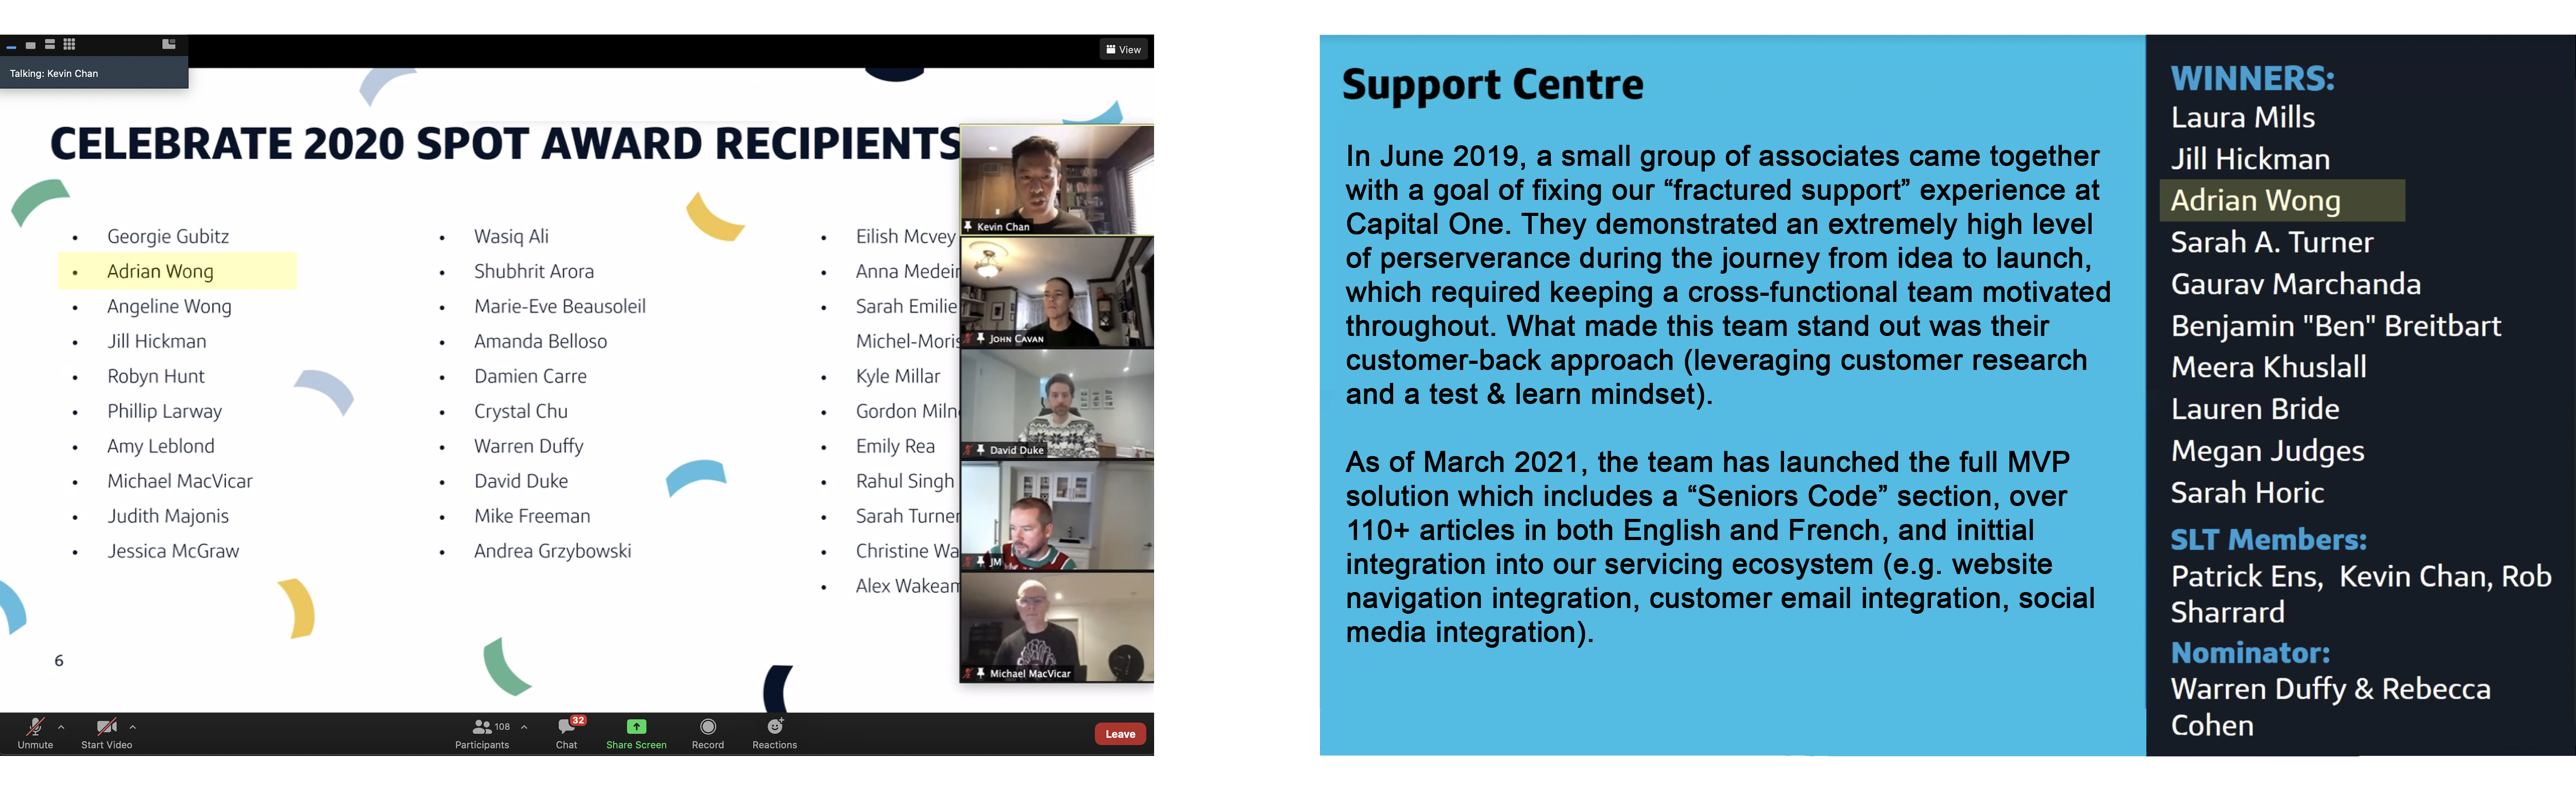 Talking: Kevin Chan
View
CELEBRATE 2020 SPOT AWARD RECIPIENTS
• Georgie Gubitz
• Adrian Wong
• Angeline Wong
• Jill Hickman
• Robyn Hunt
• Phillip Larway
• Amy Leblond
• Michael MacVicar
• Judith Majonis
• Jessica McGraw
• Wasiq Ali
• Shubhrit Arora
• Marie-Eve Beausoleil
• Amanda Belloso
• Damien Carre
• Crystal Chu
• Warren Duffy
• David Duke
• Mike Freeman
• Andrea Grzybowski
• Eilish Mcvey
• Anna Medeir
• Sarah Emilie
Michel-Moris
• Kyle Millar
• Gordon Miln
• Emily Rea
• Rahul Singh
• Sarah Turner
• Christine Wa
• Alex Wakeam
Kevin Chan
John Cavan
David Duke
JM
Michael MacVicar
6
Unmute
Start Video
108
Participants
32
Chat
Share Screen
Record
Reactions
Leave
Support Centre
In June 2019, a small group of associates came together
with a goal of fixing our “fractured support” experience at
Capital One. They demonstrated an extremely high level
of perserverance during the journey from idea to launch,
which required keeping a cross-functional team motivated
throughout. What made this team stand out was their
customer-back approach (leveraging customer research
and a test & learn mindset).
As of March 2021, the team has launched the full MVP
solution which includes a “Seniors Code” section, over
110+ articles in both English and French, and inittial
integration into our servicing ecosystem (e.g. website
navigation integration, customer email integration, social
media integration).
WINNERS:
Laura Mills
Jill Hickman
Adrian Wong
Sarah A. Turner
Gaurav Marchanda
Benjamin "Ben" Breitbart
Meera Khuslall
Lauren Bride
Megan Judges
Sarah Horic
SLT Members:
Patrick Ens, Kevin Chan, Rob
Sharrard
Nominator:
Warren Duffy & Rebecca
Cohen